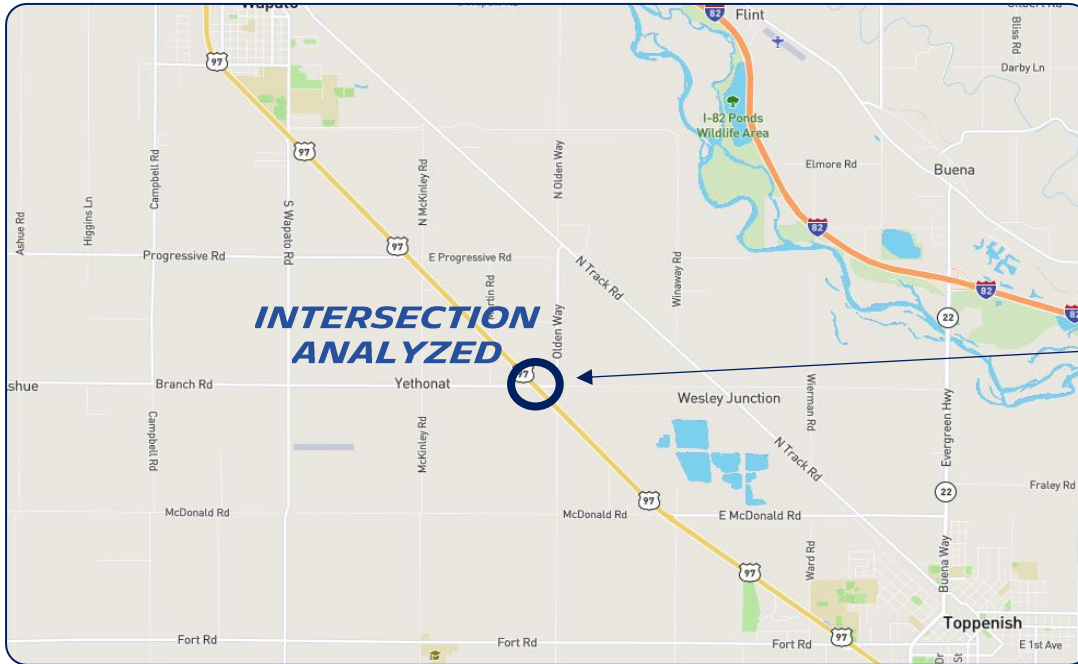 Wapato
82
Flint
Bliss Rd
Darby Ln
97
I-82 Ponds
Wildlife Area
97
Campbell Rd
N Olden Way
Elmore Rd
Buena
Higgins Ln
S Wapato Rd
N McKinley Rd
Ashue Rd
82
97
Progressive Rd
E Progressive Rd
N Track Rd
Winaway Rd
82
22
82
INTERSECTION
ANALYZED
Olden Way
97
Branch Rd
Yethonat
Wesley Junction
Wierman Rd
Evergreen Hwy
Campbell Rd
McKinley Rd
N Track Rd
22
Fraley Rd
97
McDonald Rd
McDonald Rd
E McDonald Rd
97
Ward Rd
Buena Way
Toppenish
97
Fort Rd
Fort Rd
E 1st Ave
Dr
St